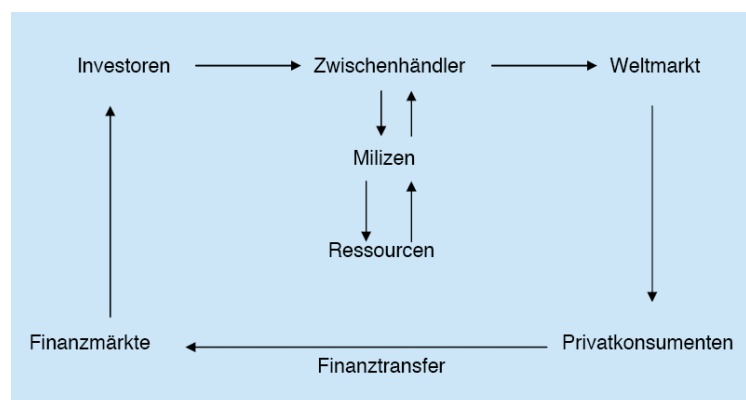 Investoren Zwischenhändler Weltmarkt
Milizen
Ressourcen
Finanzmärkte Privatkonsumenten
Finanztransfer